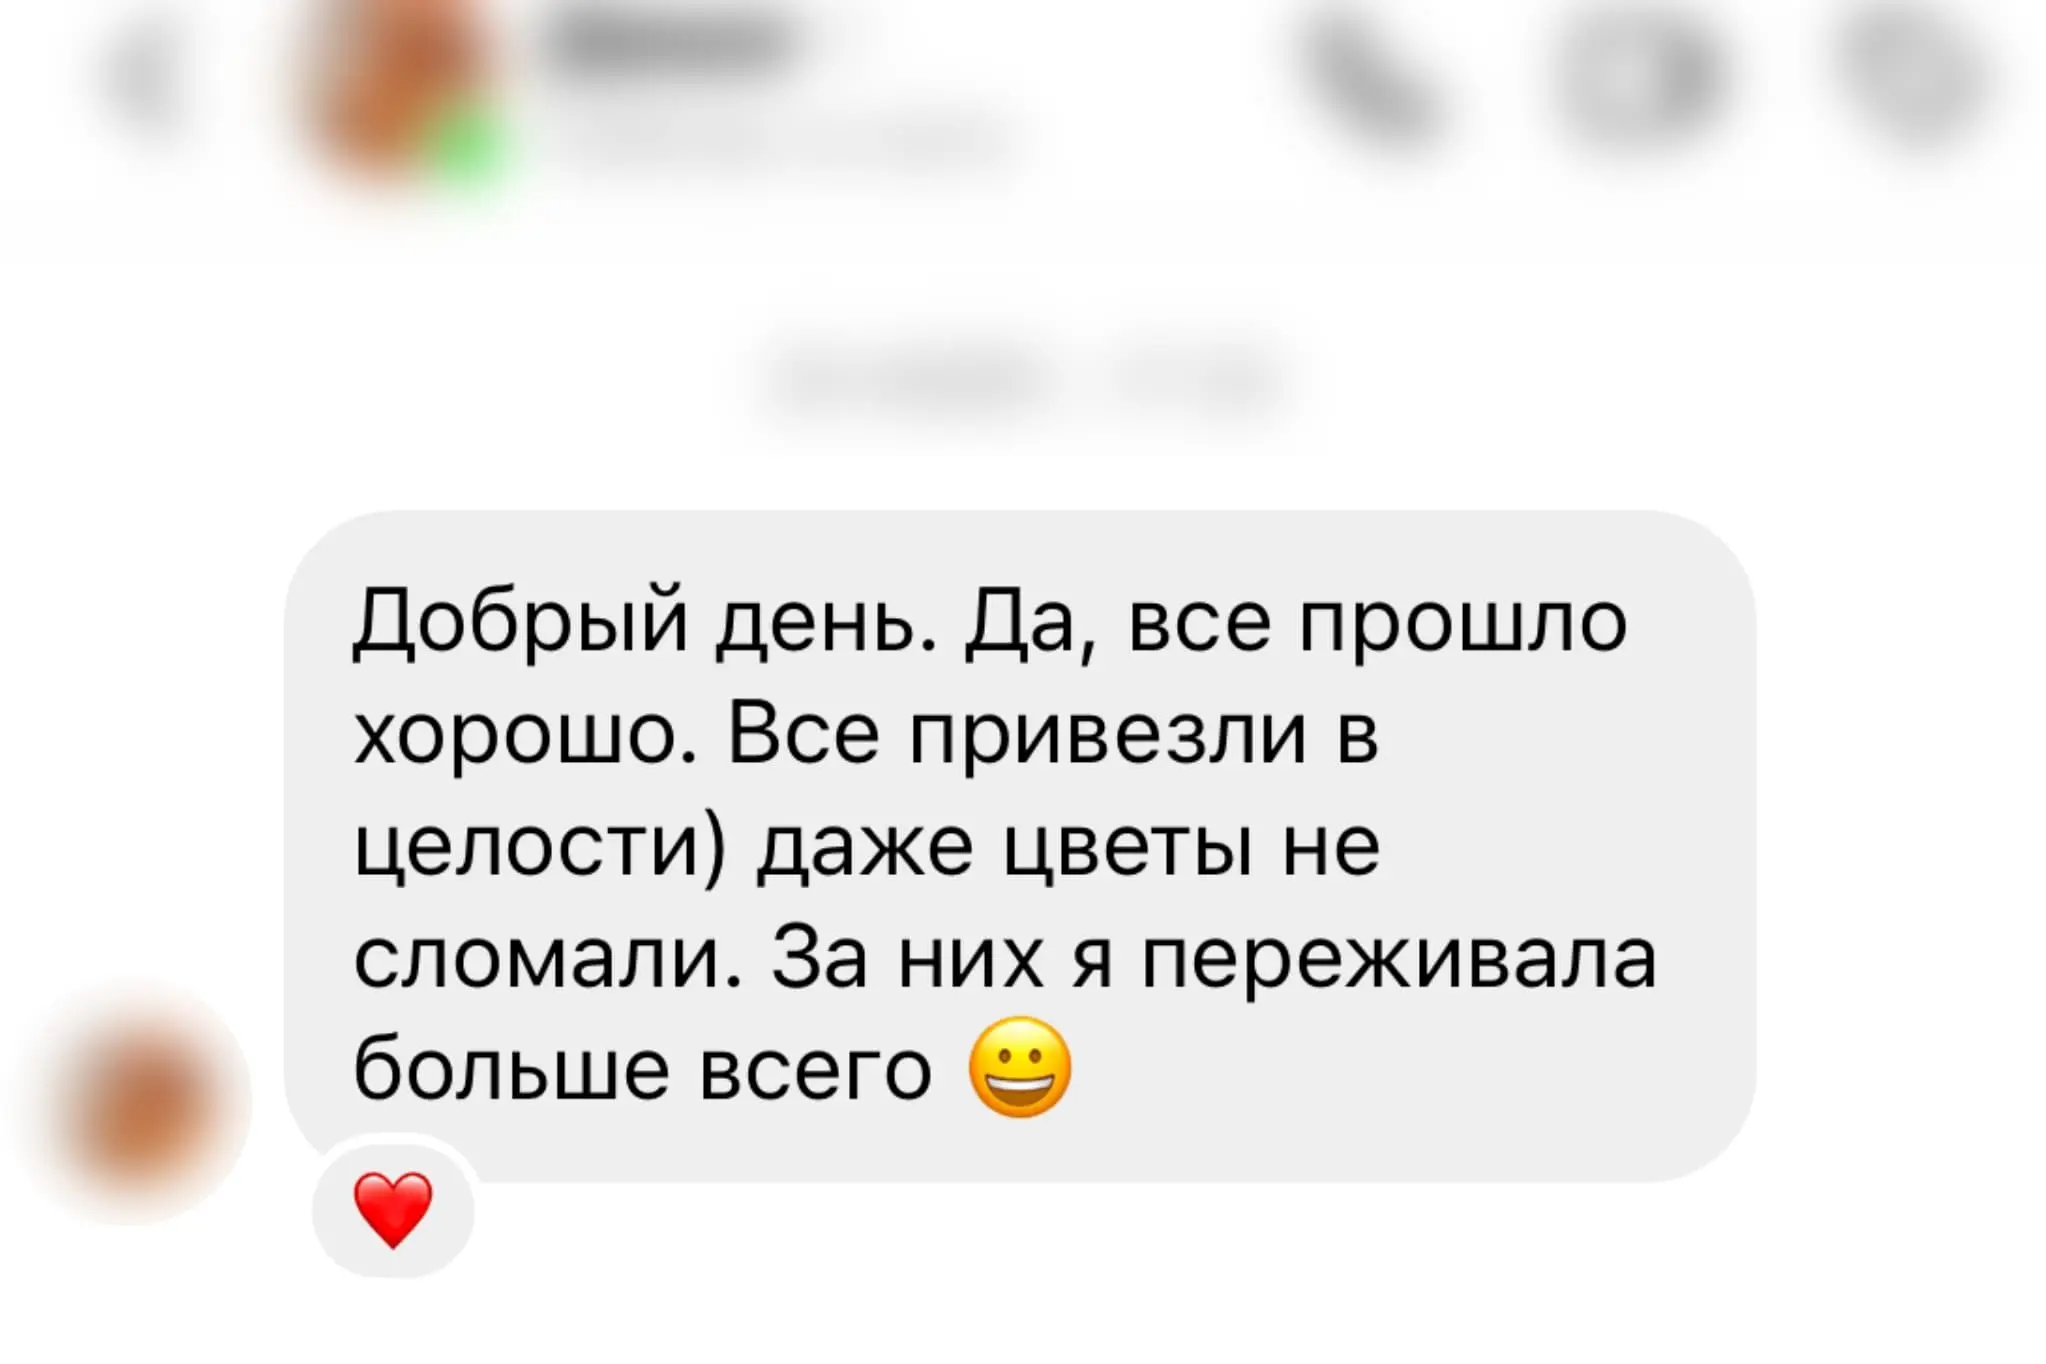 Добрый день. Да, все прошло
хорошо. Все привезли в
целости) даже цветы не
сломали. За них я переживала
больше всего 😀